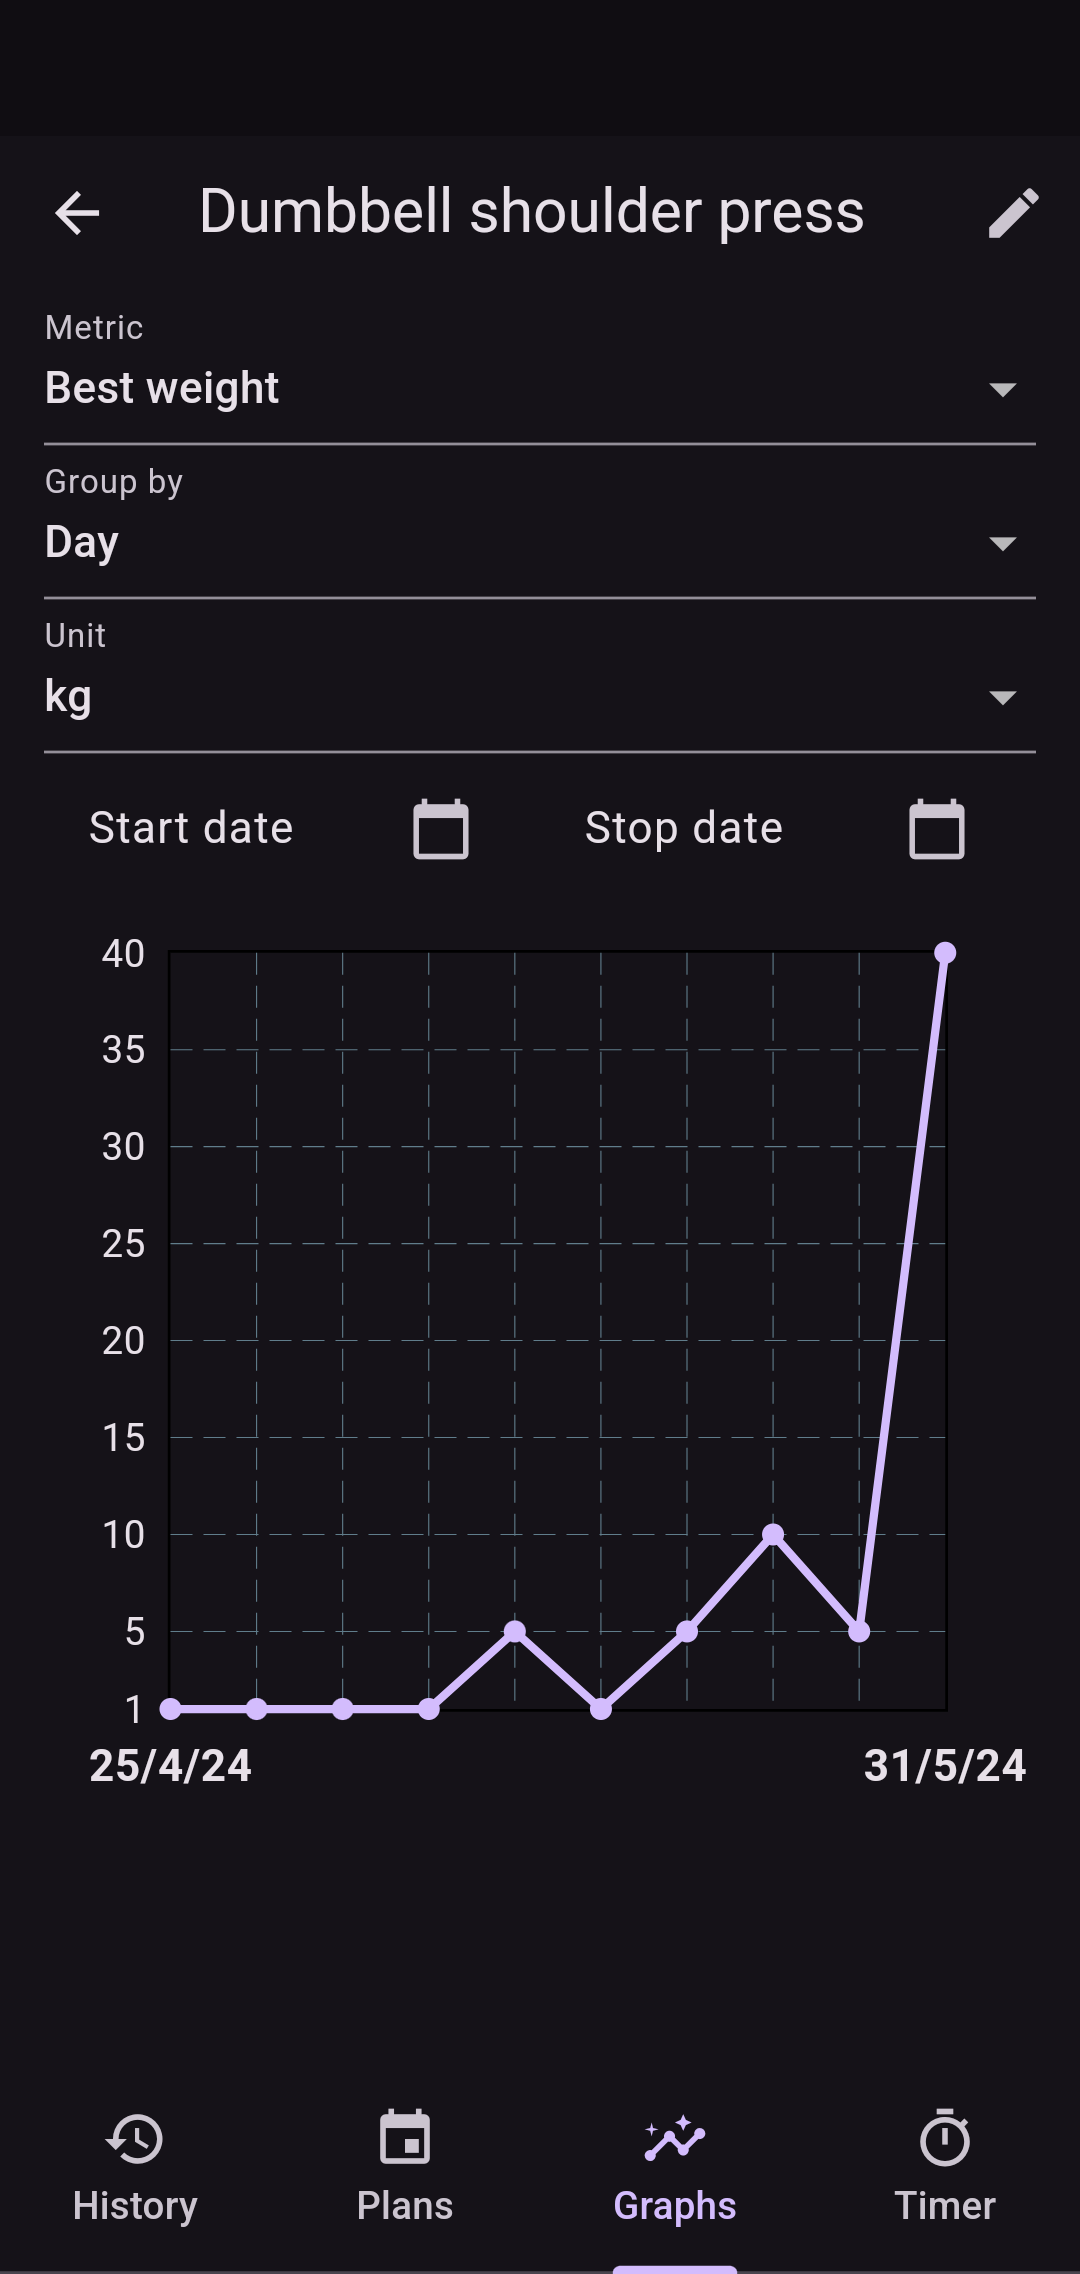 Dumbbell shoulder press
Metric
Best weight
Group by
Day
Unit
kg
Start date
Stop date
40
35
30
25
20
15
10
5
1
25/4/24
31/5/24
History
Plans
Graphs
Timer